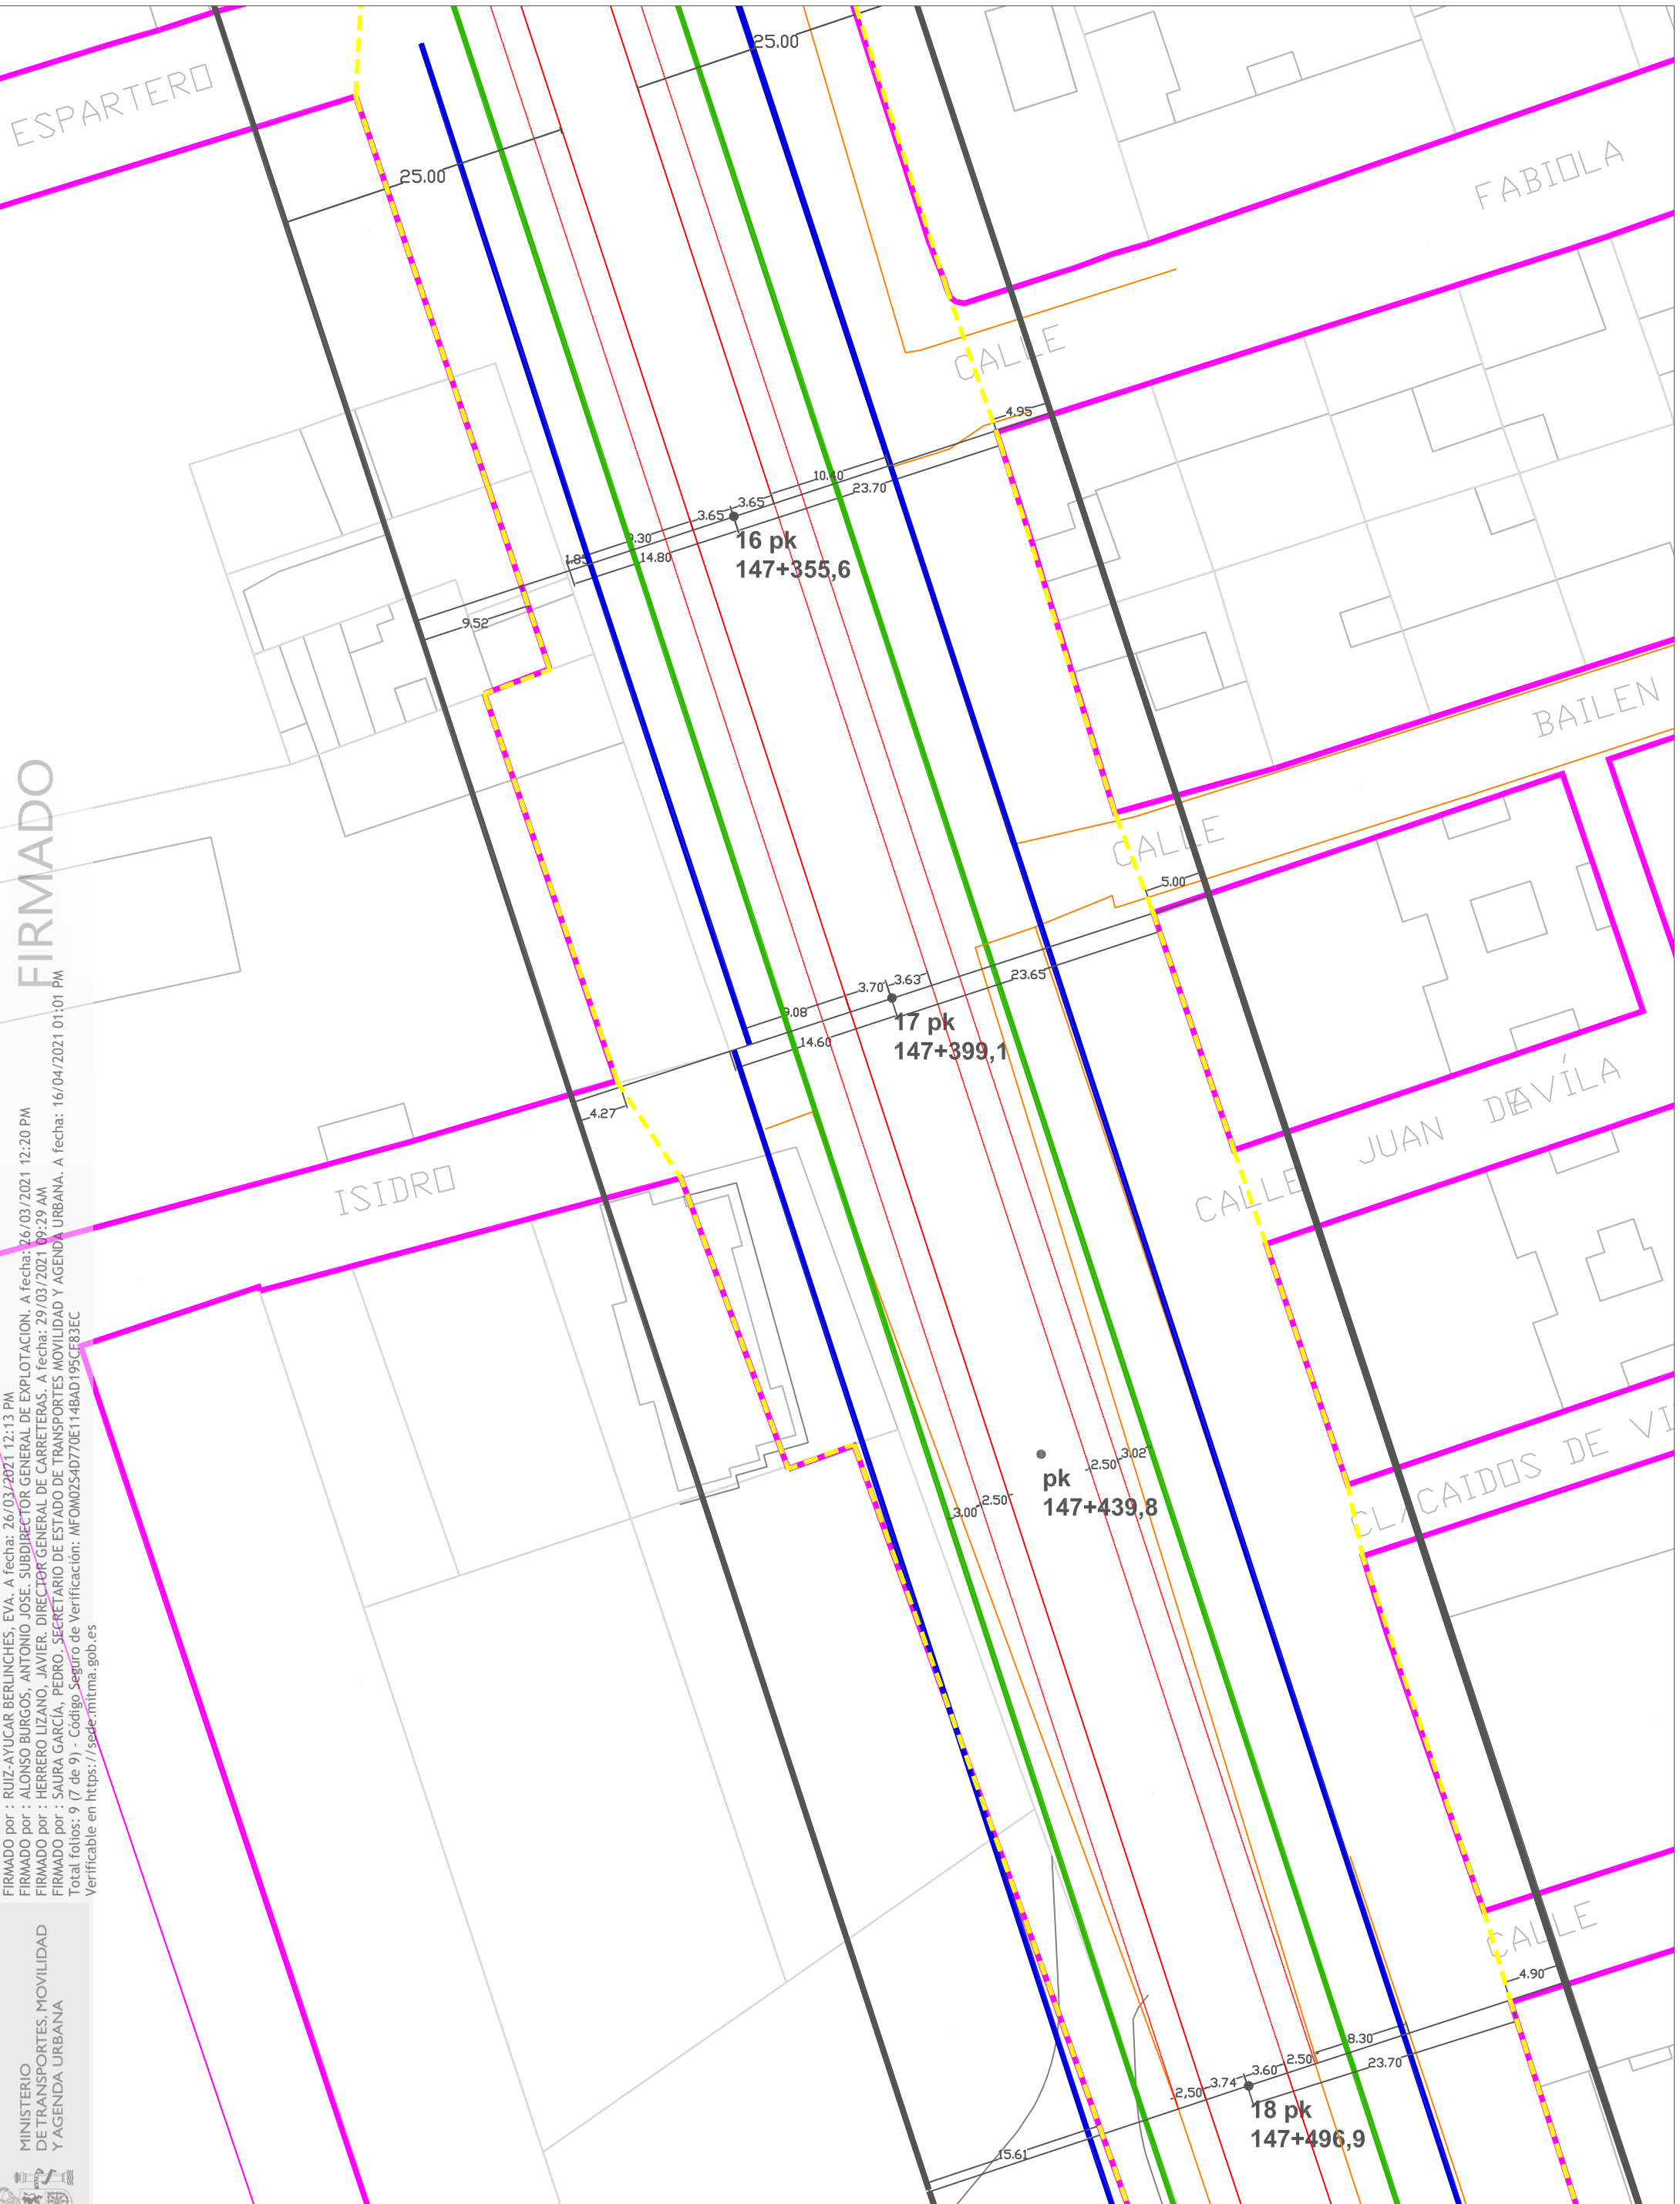 ESPARTERO
25.00
25.00
FABIOLA
CALLE
4.95
10.40
23.70
3.65
3.65
9.30
14.80
1.85
9.52
16 pk
147+355,6
BAILEN
CALLE
5.00
23.65
3.70
3.63
9.08
14.60
17 pk
147+399,1
4.27
ISIDRO
JUAN DE AVÍLA
CALLE
3.02
2.50
pk
147+439,8
2.50
3.00
CL/CAIDOS DE VI
CALLE
4.90
8.30
23.70
2.50
3.60
3.74
2,50
18 pk
147+496,9
15.61
FIRMADO
FIRMADO por : RUIZ-AYUCAR BERLINCHES, EVA. A fecha: 26/03/2021 12:13 PM
FIRMADO por : ALONSO BURGOS, ANTONIO JOSE. SUBDIRECTOR GENERAL DE EXPLOTACION. A fecha: 26/03/2021 12:20 PM
FIRMADO por : HERRERO LIZANO, JAVIER. DIRECTOR GENERAL DE CARRETERAS. A fecha: 29/03/2021 09:29 AM
FIRMADO por : SAURA GARCÍA, PEDRO. SECRETARIO DE ESTADO DE TRANSPORTES MOVILIDAD Y AGENDA URBANA. A fecha: 16/04/2021 01:01 PM
Total folios: 9 (7 de 9) - Código Seguro de Verificación: MFOM02S4D770E114BAD195CE83EC
Verificable en https://sede.mitma.gob.es
MINISTERIO
DE TRANSPORTES, MOVILIDAD
Y AGENDA URBANA